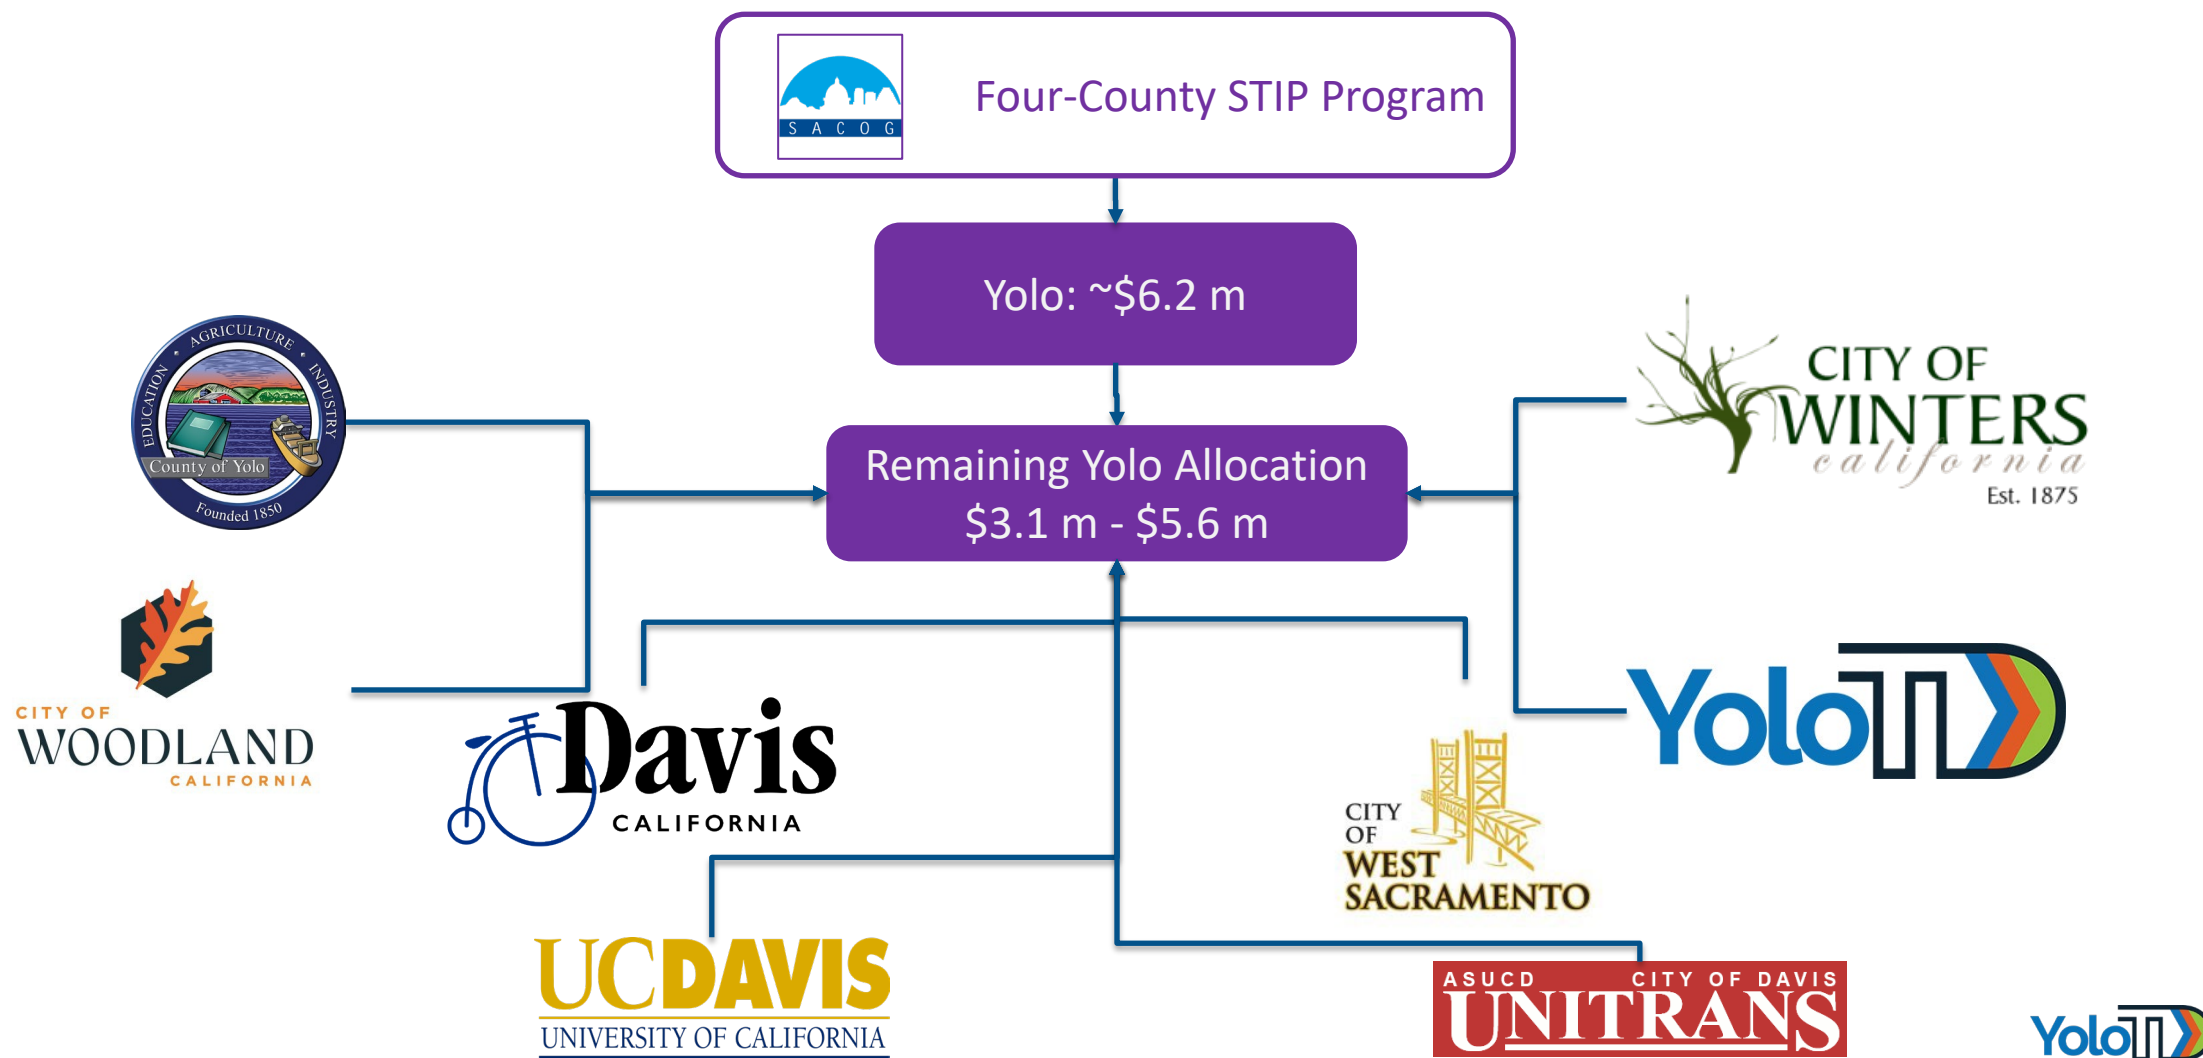 SACOG
Four-County STIP Program
Yolo: ~$6.2 m
EDUCATION • AGRICULTURE • INDUSTRY
County of Yolo
Founded 1850
Remaining Yolo Allocation
$3.1 m - $5.6 m
CITY OF
WINTERS
california
Est. 1875
CITY OF
WOODLAND
CALIFORNIA
Davis
CALIFORNIA
CITY
OF
WEST
SACRAMENTO
YoloTD
UCDAVIS
UNIVERSITY OF CALIFORNIA
ASUCD CITY OF DAVIS
UNITRANS
YoloTD